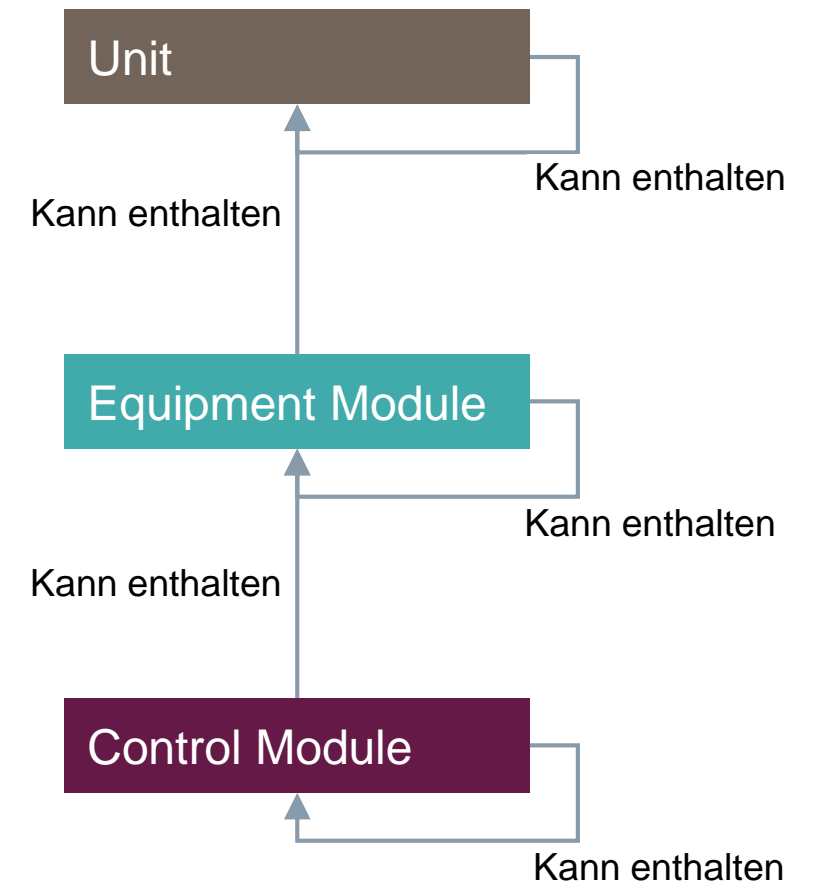 Unit
Kann enthalten
Kann enthalten
Equipment Module
Kann enthalten
Kann enthalten
Control Module
Kann enthalten